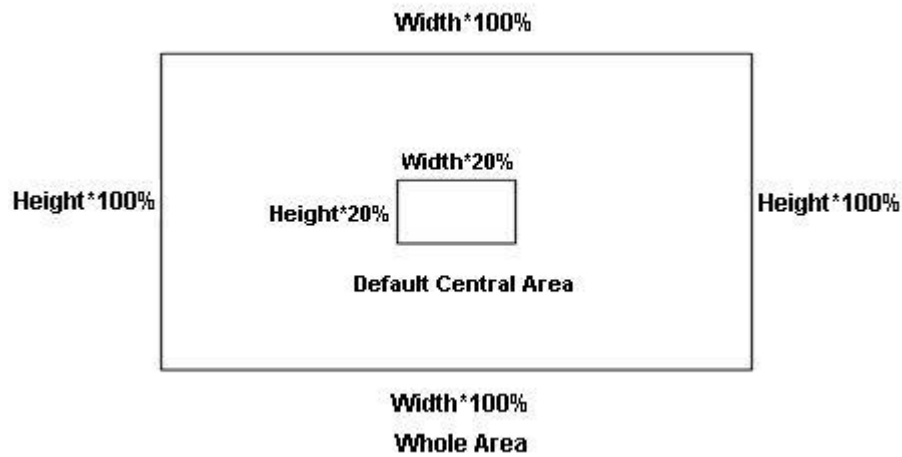 Width*100%
Width*20%
Height*100%
Height*20%
Height*100%
Default Central Area
Width*100%
Whole Area